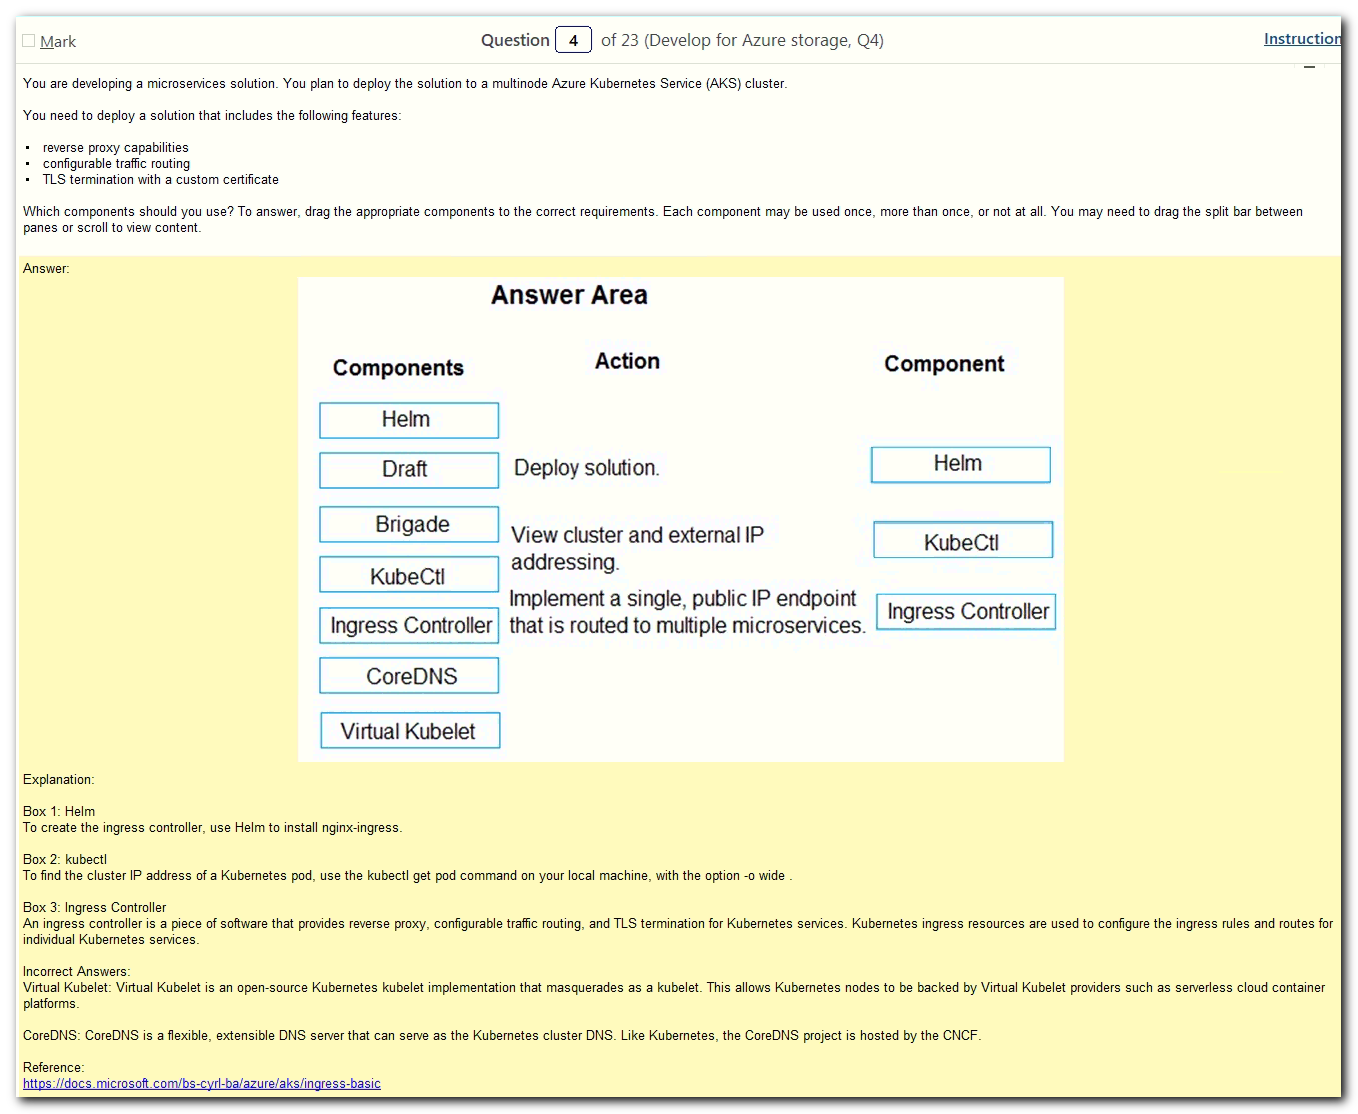 Mark
Question 4 of 23 (Develop for Azure storage, Q4)
Instruction
You are developing a microservices solution. You plan to deploy the solution to a multinode Azure Kubernetes Service (AKS) cluster.
You need to deploy a solution that includes the following features:
▪ reverse proxy capabilities
▪ configurable traffic routing
▪ TLS termination with a custom certificate
Which components should you use? To answer, drag the appropriate components to the correct requirements. Each component may be used once, more than once, or not at all. You may need to drag the split bar between
panes or scroll to view content.
Answer:
Answer Area
Components
Action
Component
Helm
Draft
Brigade
KubeCtl
Ingress Controller
CoreDNS
Virtual Kubelet
Deploy solution.
Helm
View cluster and external IP
addressing.
KubeCtl
Implement a single, public IP endpoint
that is routed to multiple microservices.
Ingress Controller
Explanation:
Box 1: Helm
To create the ingress controller, use Helm to install nginx-ingress.
Box 2: kubectl
To find the cluster IP address of a Kubernetes pod, use the kubectl get pod command on your local machine, with the option -o wide .
Box 3: Ingress Controller
An ingress controller is a piece of software that provides reverse proxy, configurable traffic routing, and TLS termination for Kubernetes services. Kubernetes ingress resources are used to configure the ingress rules and routes for
individual Kubernetes services.
Incorrect Answers:
Virtual Kubelet: Virtual Kubelet is an open-source Kubernetes kubelet implementation that masquerades as a kubelet. This allows Kubernetes nodes to be backed by Virtual Kubelet providers such as serverless cloud container
platforms.
CoreDNS: CoreDNS is a flexible, extensible DNS server that can serve as the Kubernetes cluster DNS. Like Kubernetes, the CoreDNS project is hosted by the CNCF.
Reference:
https://docs.microsoft.com/bs-cyrl-ba/azure/aks/ingress-basic